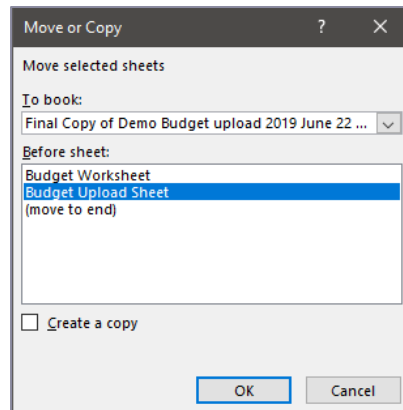 Move or Copy ?
Move selected sheets
To book:
Final Copy of Demo Budget upload 2019 June 22 ...
Before sheet:
Budget Worksheet
Budget Upload Sheet
(move to end)
Create a copy
OK Cancel